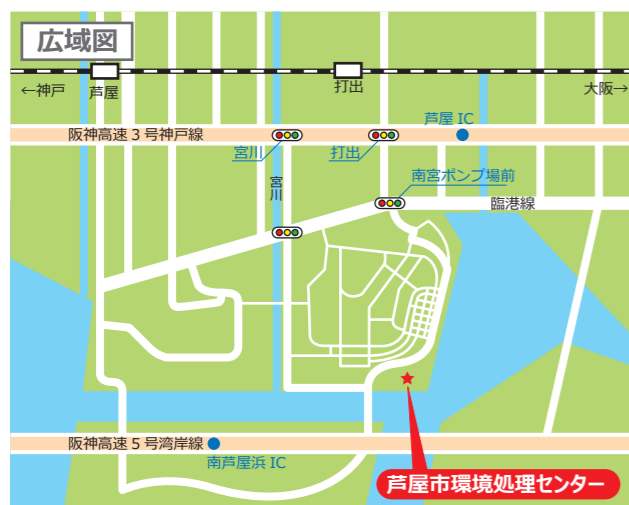 広域図
←神戸
芦屋
打出
大阪→
芦屋 IC
阪神高速 3 号神戸線
宮川
打出
南宮ポンプ場前
宮川
臨港線
阪神高速 5 号湾岸線
南芦屋浜 IC
芦屋市環境処理センター